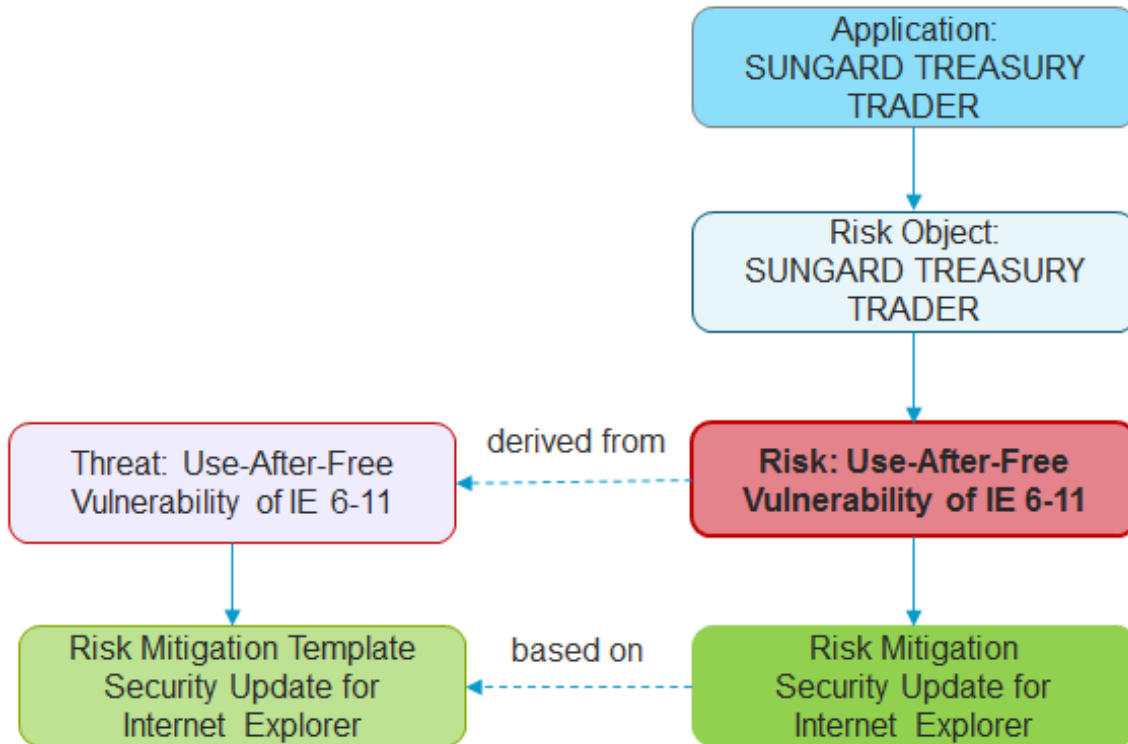 Application:
SUNGARD TREASURY
TRADER
Risk Object:
SUNGARD TREASURY
TRADER
Threat: Use-After-Free
Vulnerability of IE 6-11
derived from
Risk: Use-After-Free
Vulnerability of IE 6-11
Risk Mitigation Template
Security Update for
Internet Explorer
based on
Risk Mitigation
Security Update for
Internet Explorer